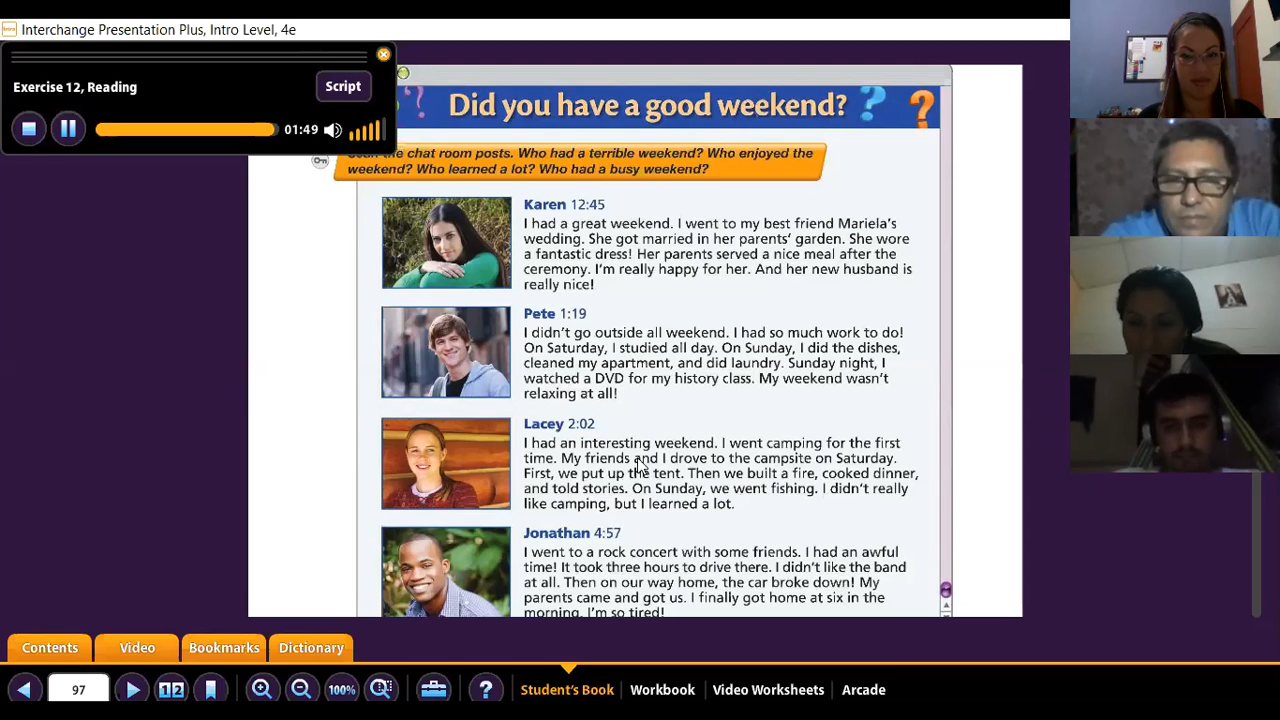 Interchange Presentation Plus, Intro Level, 4e
Exercise 12, Reading
Script
01:49
Did you have a good weekend?
the chat room posts. Who had a terrible weekend? Who enjoyed the
weekend? Who learned a lot? Who had a busy weekend?
Karen 12:45
I had a great weekend. I went to my best friend Mariela's
wedding. She got married in her parents' garden. She wore
a fantastic dress! Her parents served a nice meal after the
ceremony. I'm really happy for her. And her new husband is
really nice!
Pete 1:19
I didn't go outside all weekend. I had so much work to do!
On Saturday, I studied all day. On Sunday, I did the dishes,
cleaned my apartment, and did laundry. Sunday night, I
watched a DVD for my history class. My weekend wasn't
relaxing at all!
Lacey 2:02
I had an interesting weekend. I went camping for the first
time. My friends and I drove to the campsite on Saturday.
First, we put up the tent. Then we built a fire, cooked dinner,
and told stories. On Sunday, we went fishing. I didn't really
like camping, but I learned a lot.
Jonathan 4:57
I went to a rock concert with some friends. I had an awful
time! It took three hours to drive there. I didn't like the band
at all. Then on our way home, the car broke down! My
parents came and got us. I finally got home at six in the
morning. I'm so tired!
Contents Video Bookmarks Dictionary
97 12 100% ? Student's Book Workbook Video Worksheets Arcade